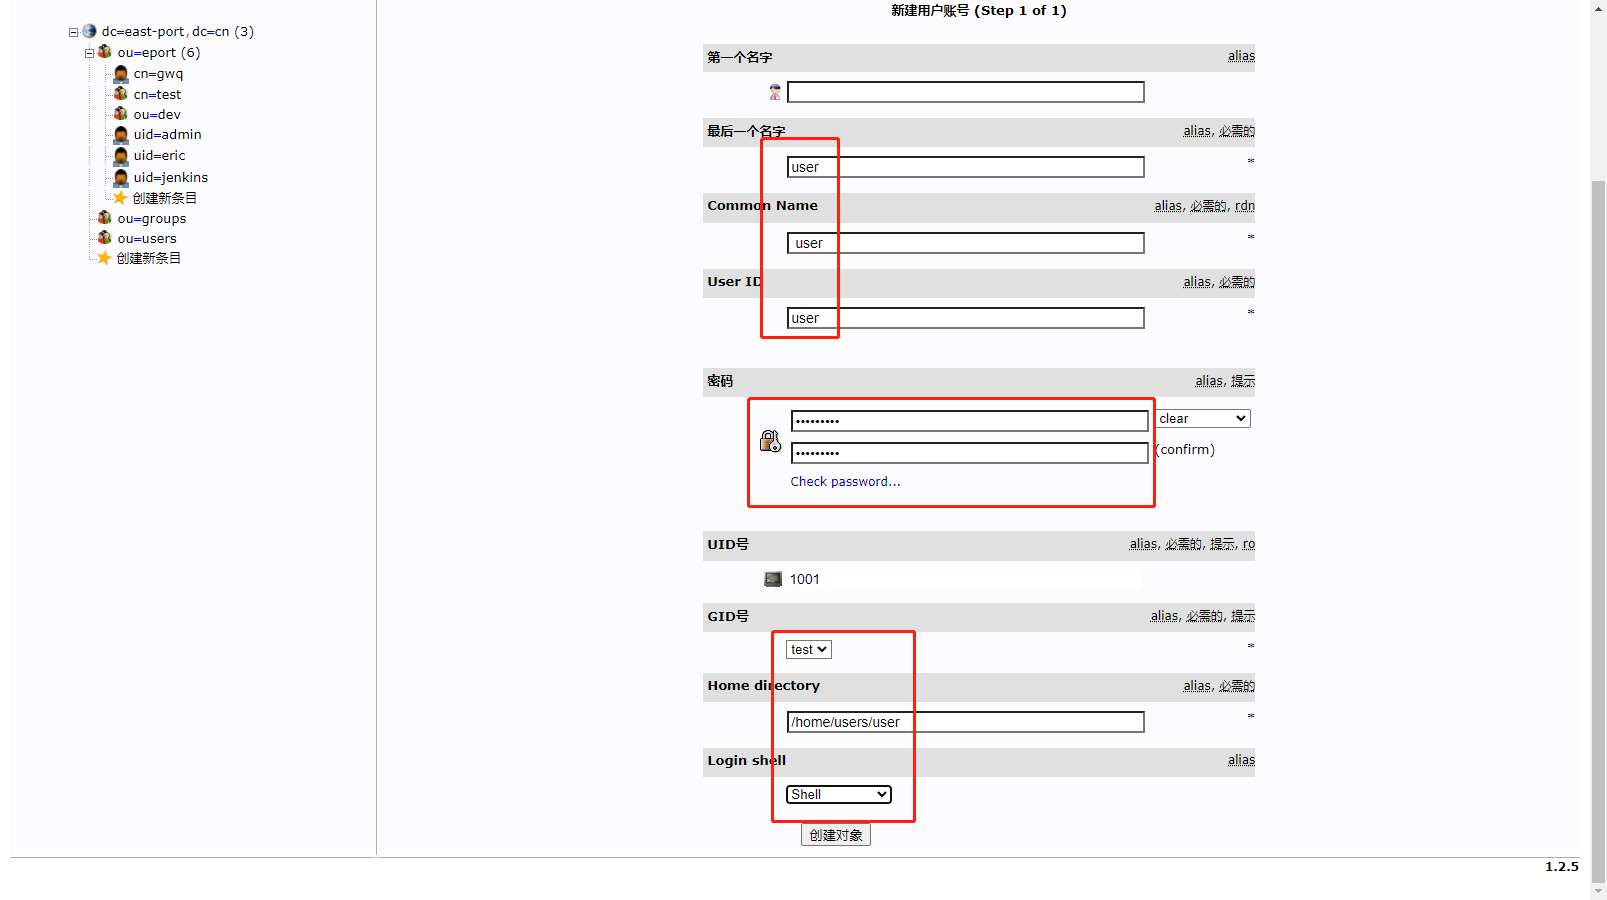 dc=east-port,dc=cn (3)
ou=eport (6)
cn=gwq
cn=test
ou=dev
uid=admin
uid=eric
uid=jenkins
创建新条目
ou=groups
ou=users
创建新条目
新建用户账号 (Step 1 of 1)
第一个名字 alias
最后一个名字 alias, 必需的
user *
Common Name alias, 必需的, rdn
user *
User ID alias, 必需的
user *
密码 alias, 提示
••••••••• clear
••••••••• (confirm)
Check password...
UID号 alias, 必需的, 提示, ro
1001
GID号 alias, 必需的, 提示
test *
Home directory alias, 必需的
/home/users/user *
Login shell alias
Shell
创建对象
1.2.5